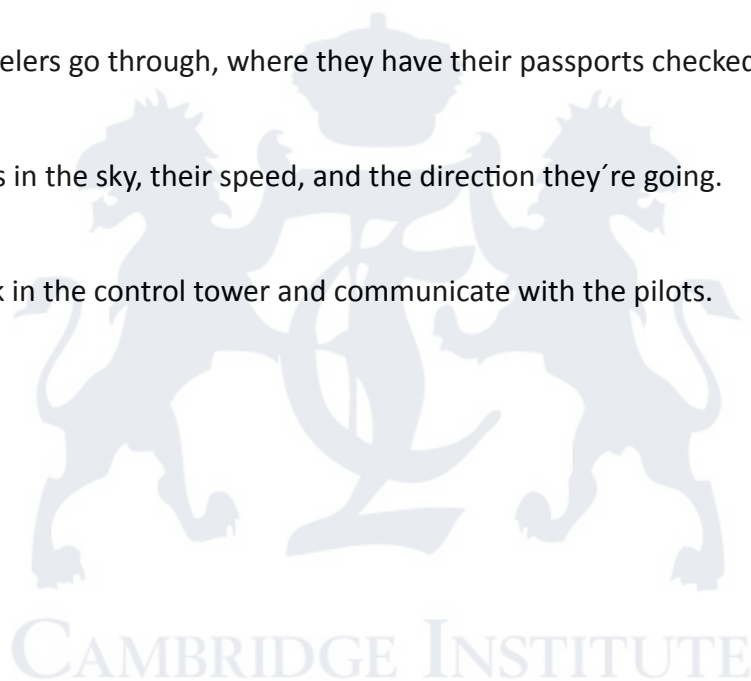 elers go through, where they have their passports checked
s in the sky, their speed, and the direction they´re going.
k in the control tower and communicate with the pilots.
CAMBRIDGE INSTITUTE